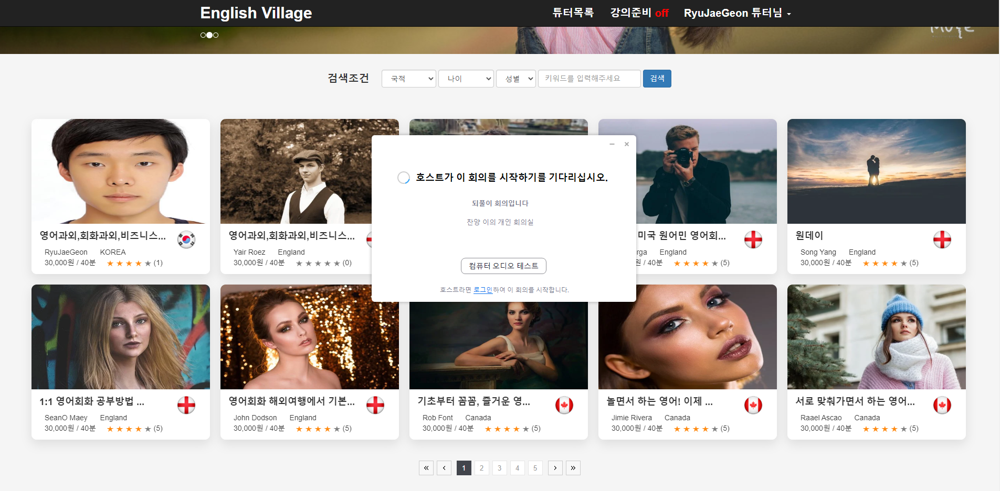 English Village
튜터목록 강의준비 off RyuJaeGeon 튜터님
검색조건 국적 나이 성별 키워드를 입력해주세요 검색
호스트가 이 회의를 시작하기를 기다리십시오.
되풀이 회의입니다
찬양 이의 개인 회의실
컴퓨터 오디오 테스트
호스트라면 로그인하여 이 회의를 시작합니다.
영어과외,회화과외,비즈니스...
RyuJaeGeon KOREA
30,000원 / 40분 ★★★★★ (1)
영어과외,회화과외,비즈니스...
Yair Roez England
30,000원 / 40분 ★★★★★ (0)
미국 원어민 영어회...
England
/ 40분 ★★★★★ (5)
원데이
Song Yang England
30,000원 / 40분 ★★★★★ (5)
1:1 영어회화 공부방법 ...
SeanO Maey England
30,000원 / 40분 ★★★★★ (5)
영어회화 해외여행에서 기본...
John Dodson England
30,000원 / 40분 ★★★★★ (5)
기초부터 꼼꼼, 즐거운 영...
Rob Font Canada
30,000원 / 40분 ★★★★★ (5)
놀면서 하는 영어! 이제 ...
Jimie Rivera Canada
30,000원 / 40분 ★★★★★ (5)
서로 맞춰가면서 하는 영어...
Raael Ascao Canada
30,000원 / 40분 ★★★★★ (5)
« ‹ 1 2 3 4 5 › »